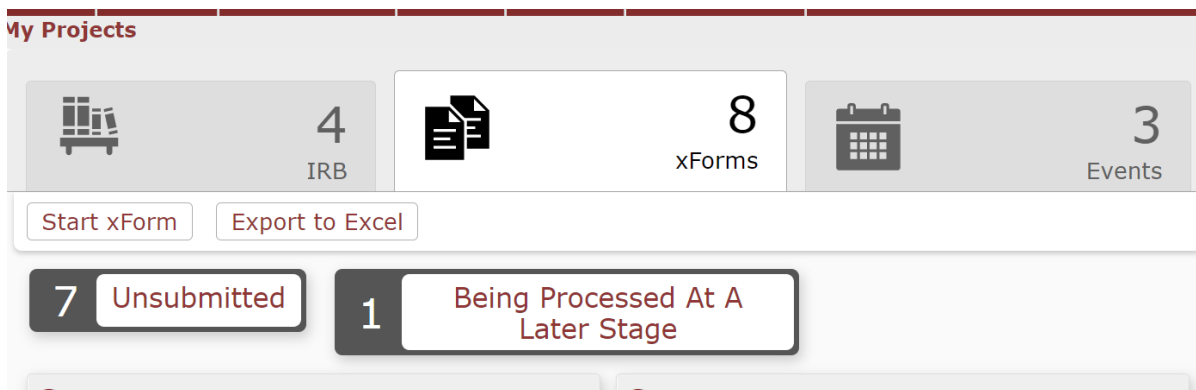 My Projects
4
IRB
8
xForms
3
Events
Start xForm
Export to Excel
7 Unsubmitted
1 Being Processed At A
Later Stage